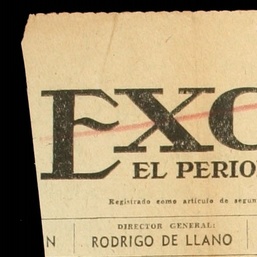 EXC
EL PERIO
Registrado como artículo de segun
DIRECTOR GENERAL:
N RODRIGO DE LLANO